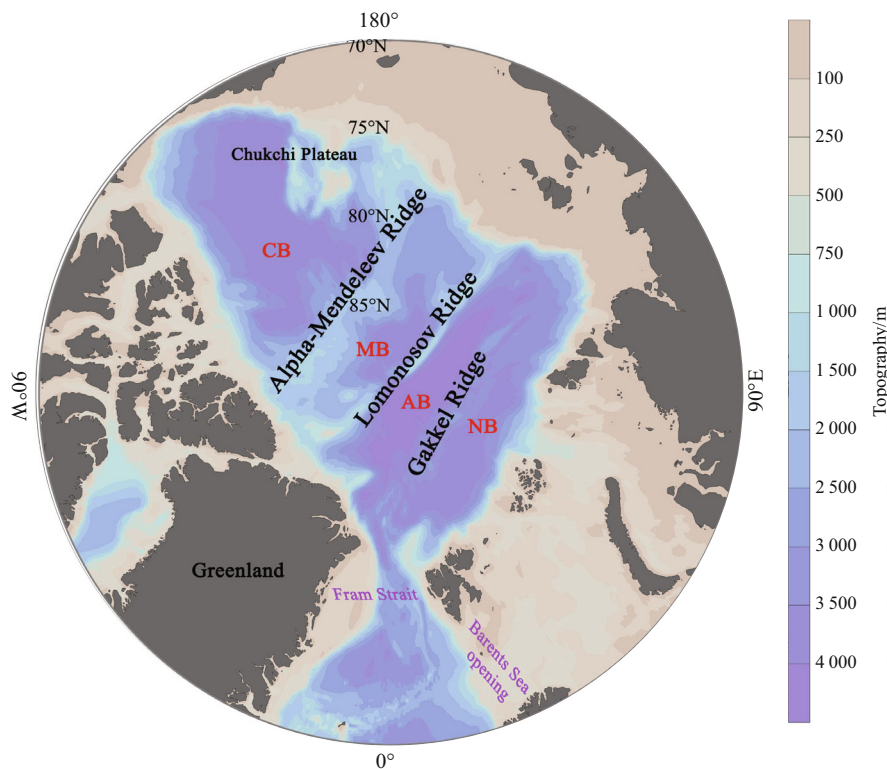 180°
70°N
75°N
Chukchi Plateau
80°N
CB
Alpha-Mendeleev Ridge
85°N
MB
Lomonosov Ridge
AB
Gakkel Ridge
NB
90°W
90°E
Greenland
Fram Strait
Barents Sea
opening
0°
100
250
500
750
1 000
1 500
2 000
2 500
3 000
3 500
4 000
Topography/m